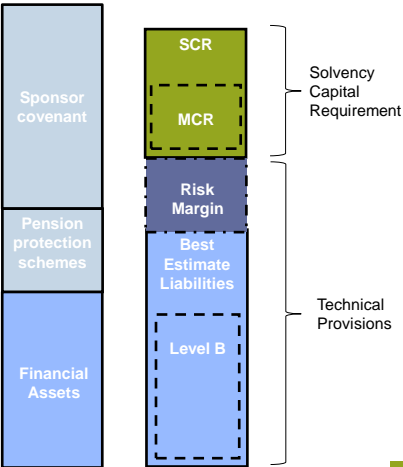 Sponsor
covenant
Pension
protection
schemes
Financial
Assets
SCR
MCR
Risk
Margin
Best
Estimate
Liabilities
Level B
Solvency
Capital
Requirement
Technical
Provisions